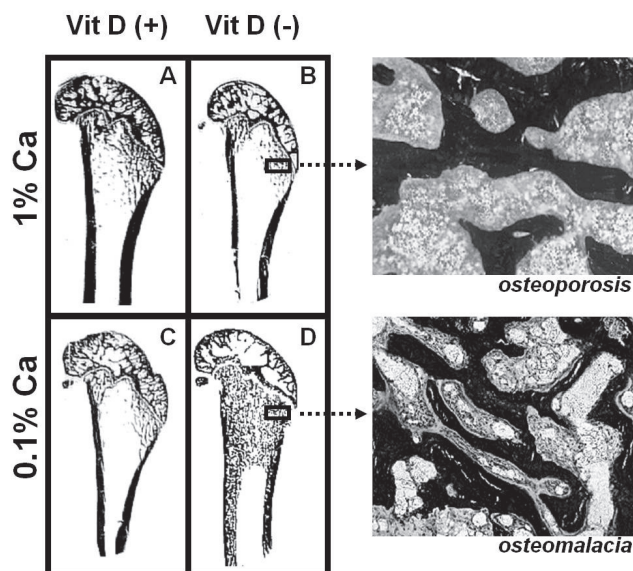 Vit D (+) Vit D (-)
1% Ca
A
B
osteoporosis
0.1% Ca
C
D
osteomalacia